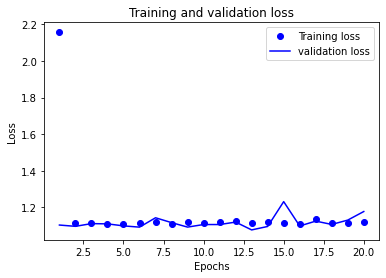 Training and validation loss
Training loss
validation loss
Loss
2.2
2.0
1.8
1.6
1.4
1.2
2.5 5.0 7.5 10.0 12.5 15.0 17.5 20.0
Epochs